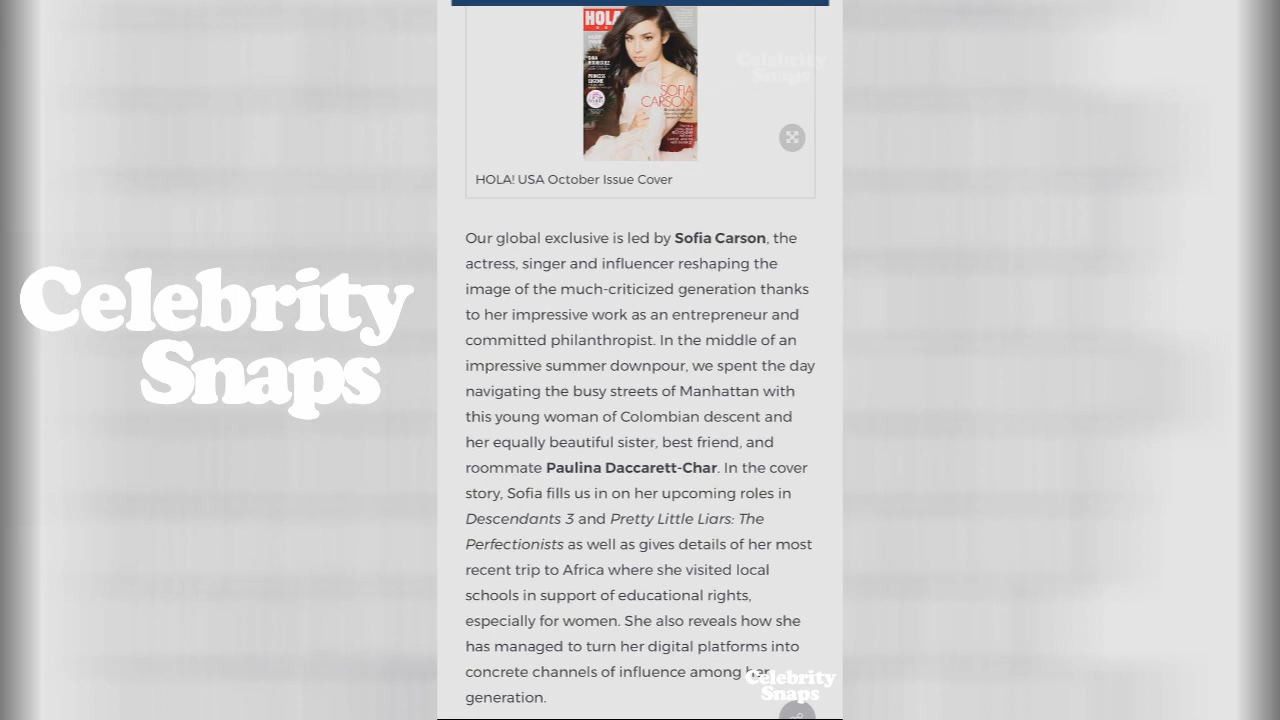 HOLA!
SOFIA
CARSON
HOLA! USA October Issue Cover
Our global exclusive is led by Sofia Carson, the
actress, singer and influencer reshaping the
image of the much-criticized generation thanks
to her impressive work as an entrepreneur and
committed philanthropist. In the middle of an
impressive summer downpour, we spent the day
navigating the busy streets of Manhattan with
this young woman of Colombian descent and
her equally beautiful sister, best friend, and
roommate Paulina Daccarett-Char. In the cover
story, Sofia fills us in on her upcoming roles in
Descendants 3 and Pretty Little Liars: The
Perfectionists as well as gives details of her most
recent trip to Africa where she visited local
schools in support of educational rights,
especially for women. She also reveals how she
has managed to turn her digital platforms into
concrete channels of influence among her
generation.
Celebrity
Snaps
Celebrity
Snaps
Celebrity
Snaps